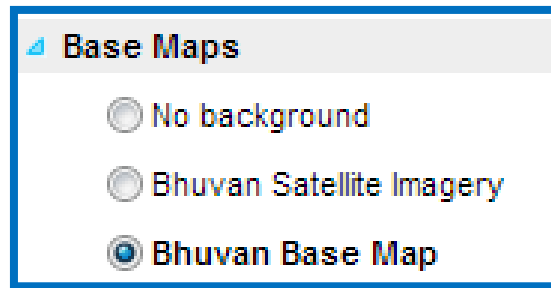 Base Maps
No background
Bhuvan Satellite Imagery
Bhuvan Base Map